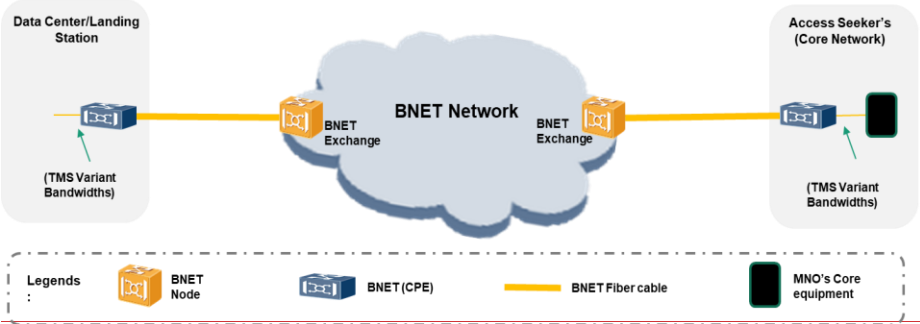 Data Center/Landing
Station
Access Seeker's
(Core Network)
BNET Network
BNET
Exchange
BNET
Exchange
(TMS Variant
Bandwidths)
(TMS Variant
Bandwidths)
Legends
:
BNET
Node
BNET (CPE)
BNET Fiber cable
MNO's Core
equipment